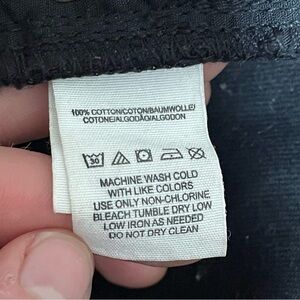 100% COTTON/COTON/BAUMWOLLE/
COTONE/ALGODÃO/ALGODON
30
MACHINE WASH COLD
WITH LIKE COLORS
USE ONLY NON-CHLORINE
BLEACH TUMBLE DRY LOW
LOW IRON AS NEEDED
DO NOT DRY CLEAN